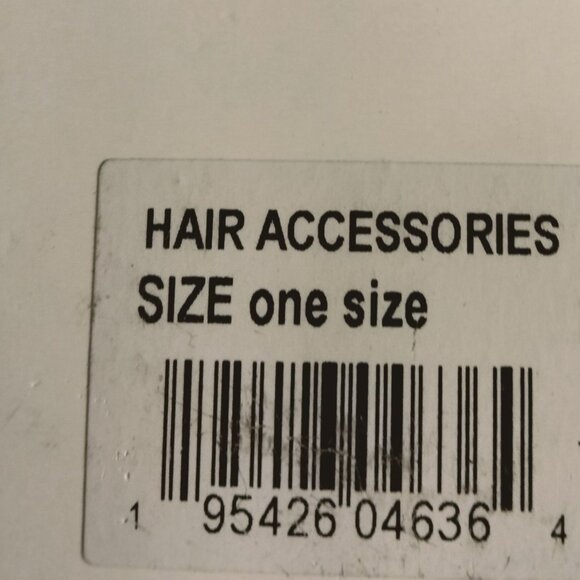 HAIR ACCESSORIES
SIZE one size
1 95426 04636 4